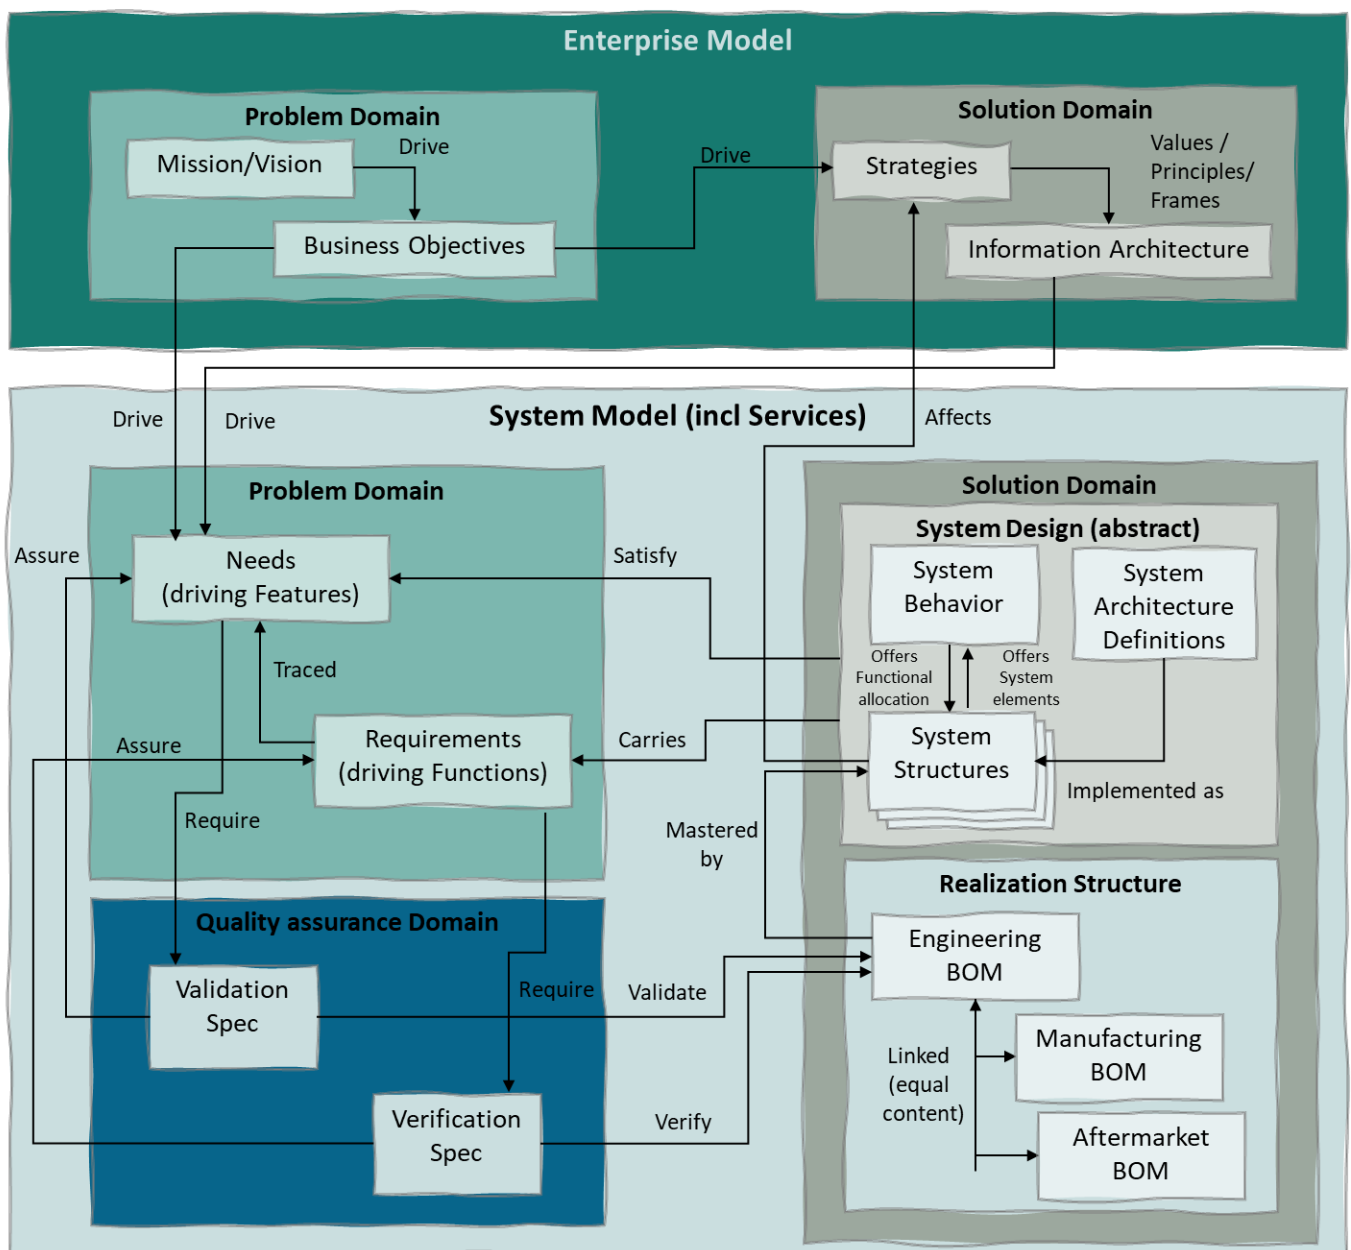 Enterprise Model
Problem Domain
Mission/Vision
Drive
Business Objectives
Drive
Solution Domain
Strategies
Values /
Principles/
Frames
Information Architecture
Drive
Drive
System Model (incl Services)
Affects
Problem Domain
Assure
Needs
(driving Features)
Satisfy
Traced
Assure
Requirements
(driving Functions)
Carries
Require
Solution Domain
System Design (abstract)
System
Behavior
System
Architecture
Definitions
Offers
Functional
allocation
Offers
System
elements
System
Structures
Implemented as
Mastered
by
Quality assurance Domain
Validation
Spec
Require
Validate
Verification
Spec
Verify
Realization Structure
Engineering
BOM
Linked
(equal
content)
Manufacturing
BOM
Aftermarket
BOM